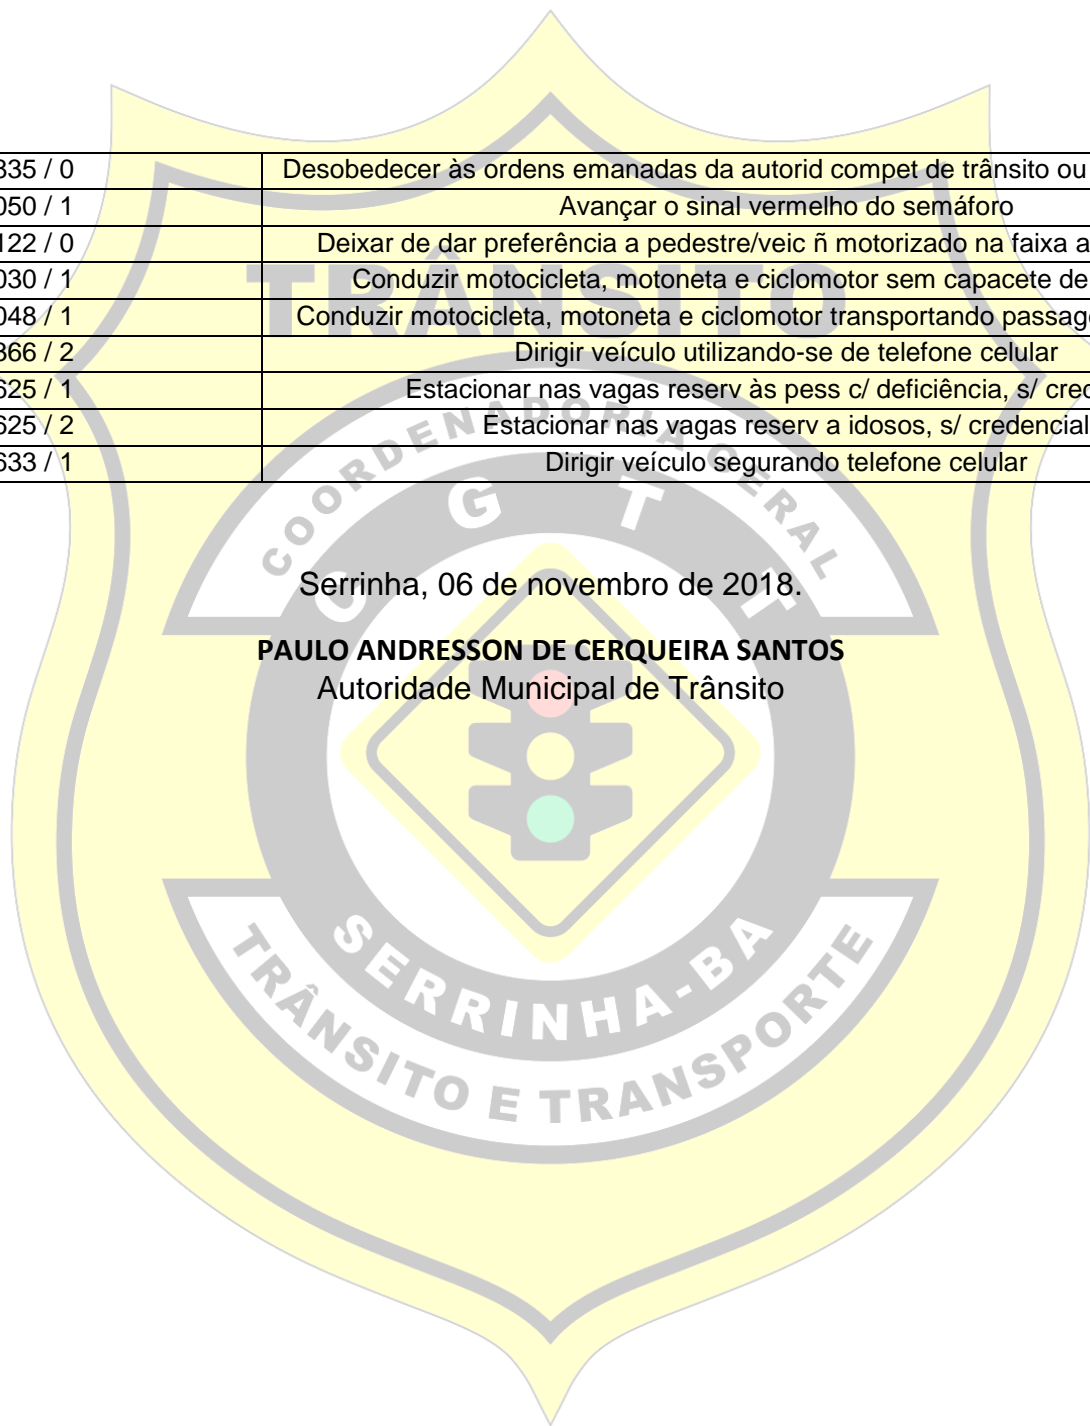 335 / 0 Desobedecer às ordens emanadas da autorid compet de trânsito ou
050 / 1 Avançar o sinal vermelho do semáforo
122 / 0 Deixar de dar preferência a pedestre/veic ñ motorizado na faixa a
030 / 1 Conduzir motocicleta, motoneta e ciclomotor sem capacete de
048 / 1 Conduzir motocicleta, motoneta e ciclomotor transportando
366 / 2 Dirigir veículo utilizando-se de telefone celular
625 / 1 Estacionar nas vagas reserv às pess c/ deficiência, s/
625 / 2 Estacionar nas vagas reserv a idosos, s/ credencial
633 / 1 Dirigir veículo segurando telefone celular
TRÂNSITO
COORDENADORIA GERAL
C G T T
Serrinha, 06 de novembro de 2018.
PAULO ANDRESSON DE CERQUEIRA SANTOS
Autoridade Municipal de Trânsito
SERRINHA-BA
TRÂNSITO E TRANSPORTE